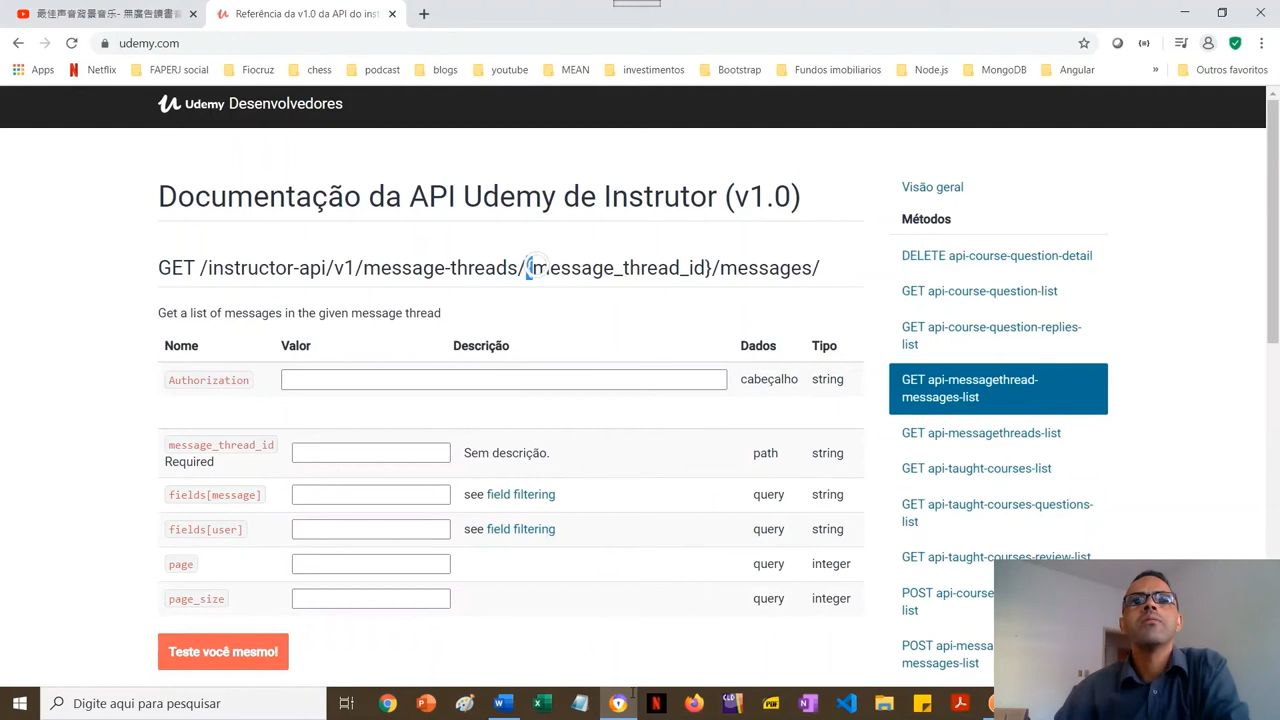 最佳声音背景音乐- 無廣告讀書
Referência da v1.0 da API do inst
udemy.com
Apps
Netflix
FAPERJ social
Fiocruz
chess
podcast
blogs
youtube
MEAN
investimentos
Bootstrap
Fundos imobiliarios
Node.js
MongoDB
Angular
»
Outros favoritos
Udemy Desenvolvedores
Documentação da API Udemy de Instrutor (v1.0)
GET /instructor-api/v1/message-threads/{message_thread_id}/messages/
Get a list of messages in the given message thread
Nome Valor Descrição Dados Tipo
Authorization cabeçalho string
message_thread_id
Required
Sem descrição. path string
fields[message] see field filtering query string
fields[user] see field filtering query string
page query integer
page_size query integer
Teste você mesmo!
Visão geral
Métodos
DELETE api-course-question-detail
GET api-course-question-list
GET api-course-question-replies-
list
GET api-messagethread-
messages-list
GET api-messagethreads-list
GET api-taught-courses-list
GET api-taught-courses-questions-
list
GET api-taught-courses-review-list
POST api-course
list
POST api-messa
messages-list
Digite aqui para pesquisar